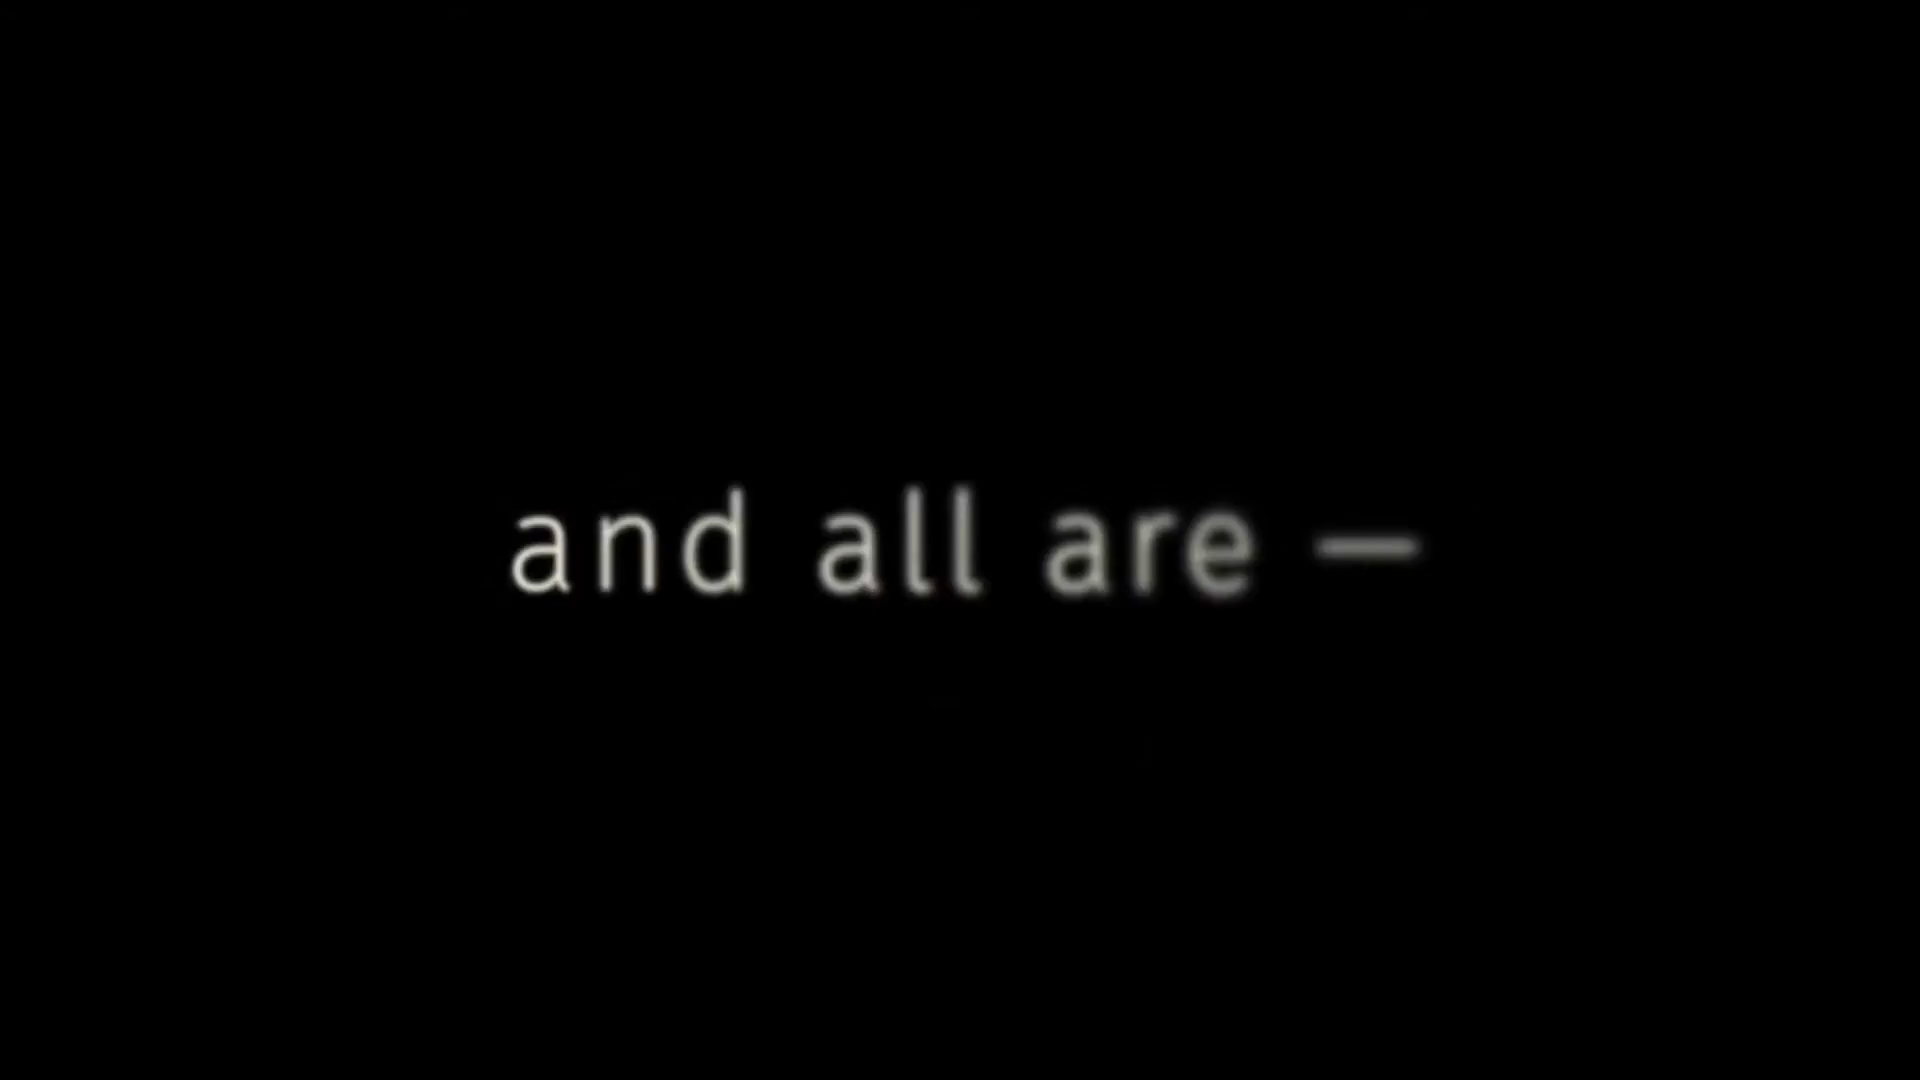 and all are —